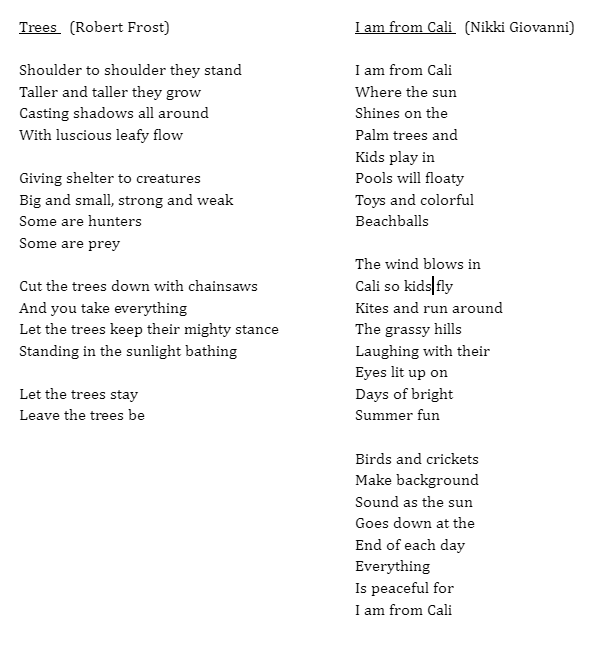 Trees (Robert Frost)

Shoulder to shoulder they stand
Taller and taller they grow
Casting shadows all around
With luscious leafy flow

Giving shelter to creatures
Big and small, strong and weak
Some are hunters
Some are prey

Cut the trees down with chainsaws
And you take everything
Let the trees keep their mighty stance
Standing in the sunlight bathing

Let the trees stay
Leave the trees be

I am from Cali (Nikki Giovanni)

I am from Cali
Where the sun
Shines on the
Palm trees and
Kids play in
Pools will floaty
Toys and colorful
Beachballs

The wind blows in
Cali so kids fly
Kites and run around
The grassy hills
Laughing with their
Eyes lit up on
Days of bright
Summer fun

Birds and crickets
Make background
Sound as the sun
Goes down at the
End of each day
Everything
Is peaceful for
I am from Cali